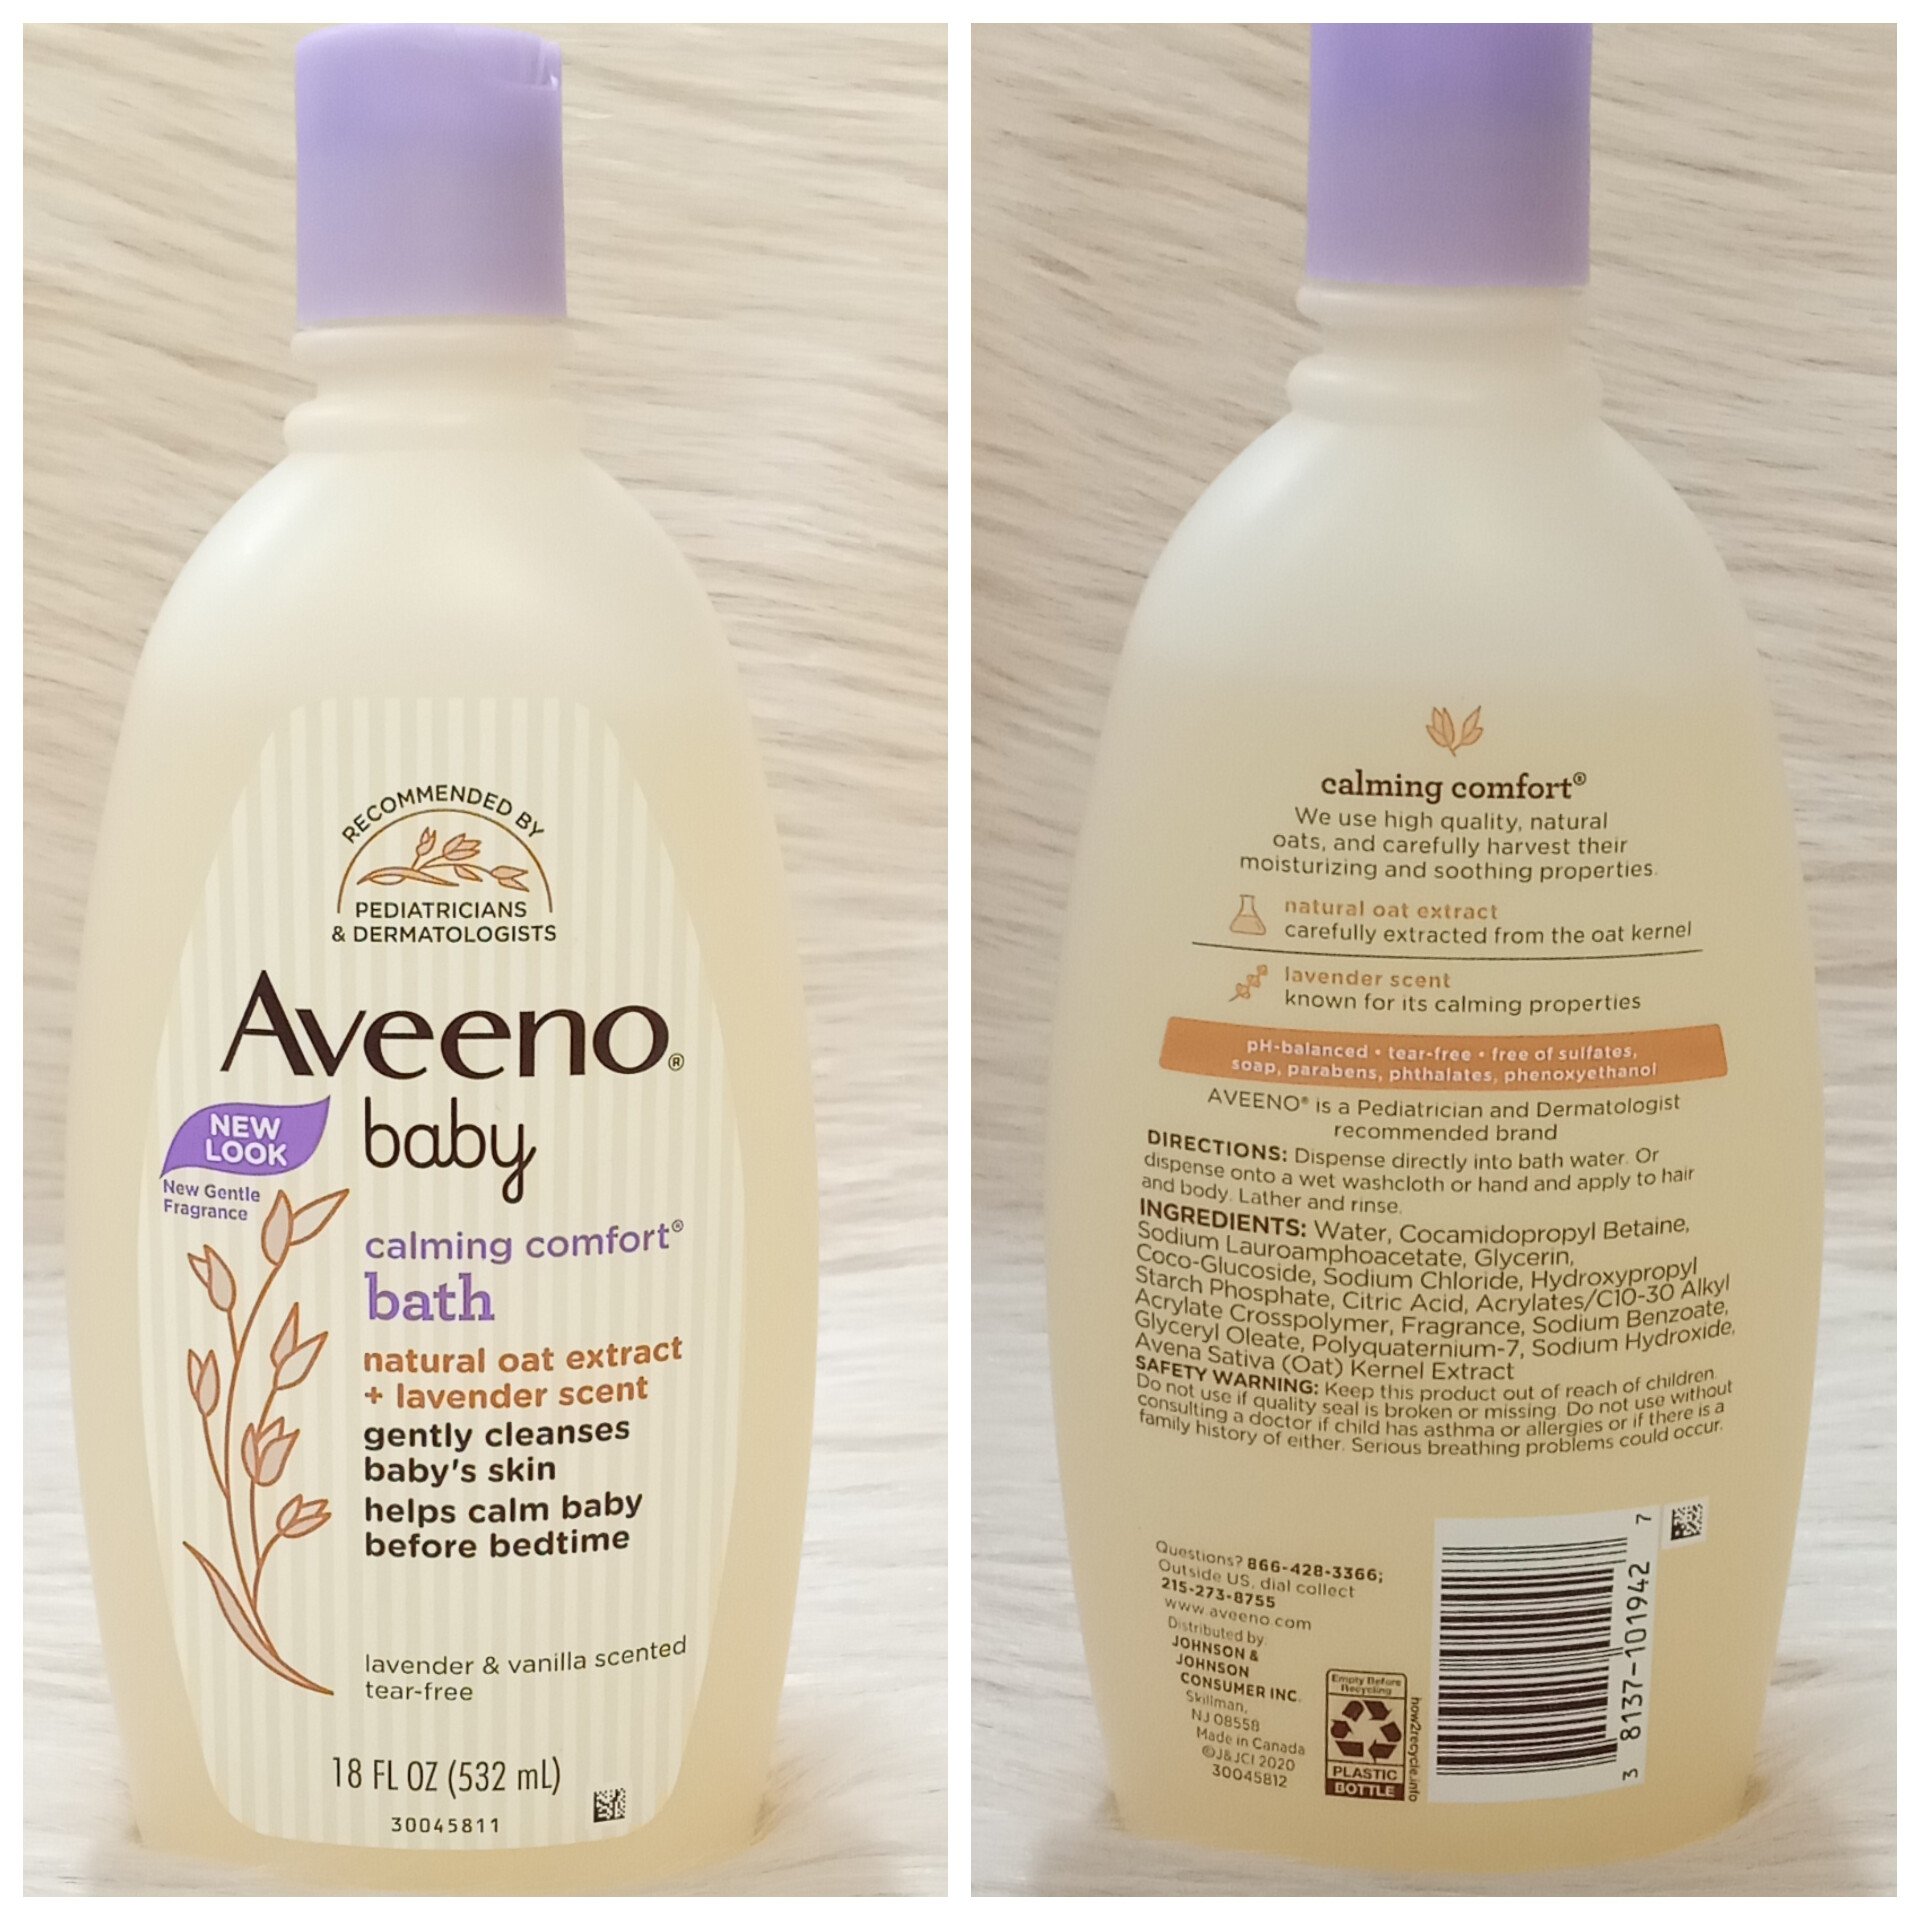 RECOMMENDED BY
PEDIATRICIANS
& DERMATOLOGISTS
Aveeno®
baby
NEW
LOOK
New Gentle
Fragrance
calming comfort®
bath
natural oat extract
+ lavender scent
gently cleanses
baby's skin
helps calm baby
before bedtime
lavender & vanilla scented
tear-free
18 FL OZ (532 mL)
30045811
calming comfort®
We use high quality, natural
oats, and carefully harvest their
moisturizing and soothing properties.
natural oat extract
carefully extracted from the oat kernel
lavender scent
known for its calming properties
pH-balanced • tear-free • free of sulfates,
soap, parabens, phthalates, phenoxyethanol
AVEENO® is a Pediatrician and Dermatologist
recommended brand
DIRECTIONS: Dispense directly into bath water. Or
dispense onto a wet washcloth or hand and apply to hair
and body. Lather and rinse.
INGREDIENTS: Water, Cocamidopropyl Betaine,
Sodium Lauroamphoacetate, Glycerin,
Coco-Glucoside, Sodium Chloride, Hydroxypropyl
Starch Phosphate, Citric Acid, Acrylates/C10-30 Alkyl
Acrylate Crosspolymer, Fragrance, Sodium Benzoate,
Glyceryl Oleate, Polyquaternium-7, Sodium Hydroxide,
Avena Sativa (Oat) Kernel Extract
SAFETY WARNING: Keep this product out of reach of children.
Do not use if quality seal is broken or missing. Do not use without
consulting a doctor if child has asthma or allergies or if there is a
family history of either. Serious breathing problems could occur.
Questions? 866-428-3366;
Outside US, dial collect
215-273-8755
www.aveeno.com
Distributed by:
JOHNSON &
JOHNSON
CONSUMER INC.
Skillman,
NJ 08558
Made in Canada
©J&JCI 2020
30045812
Empty Before
Recycling
PLASTIC
BOTTLE
how2recycle.info
3 8137-101942 7